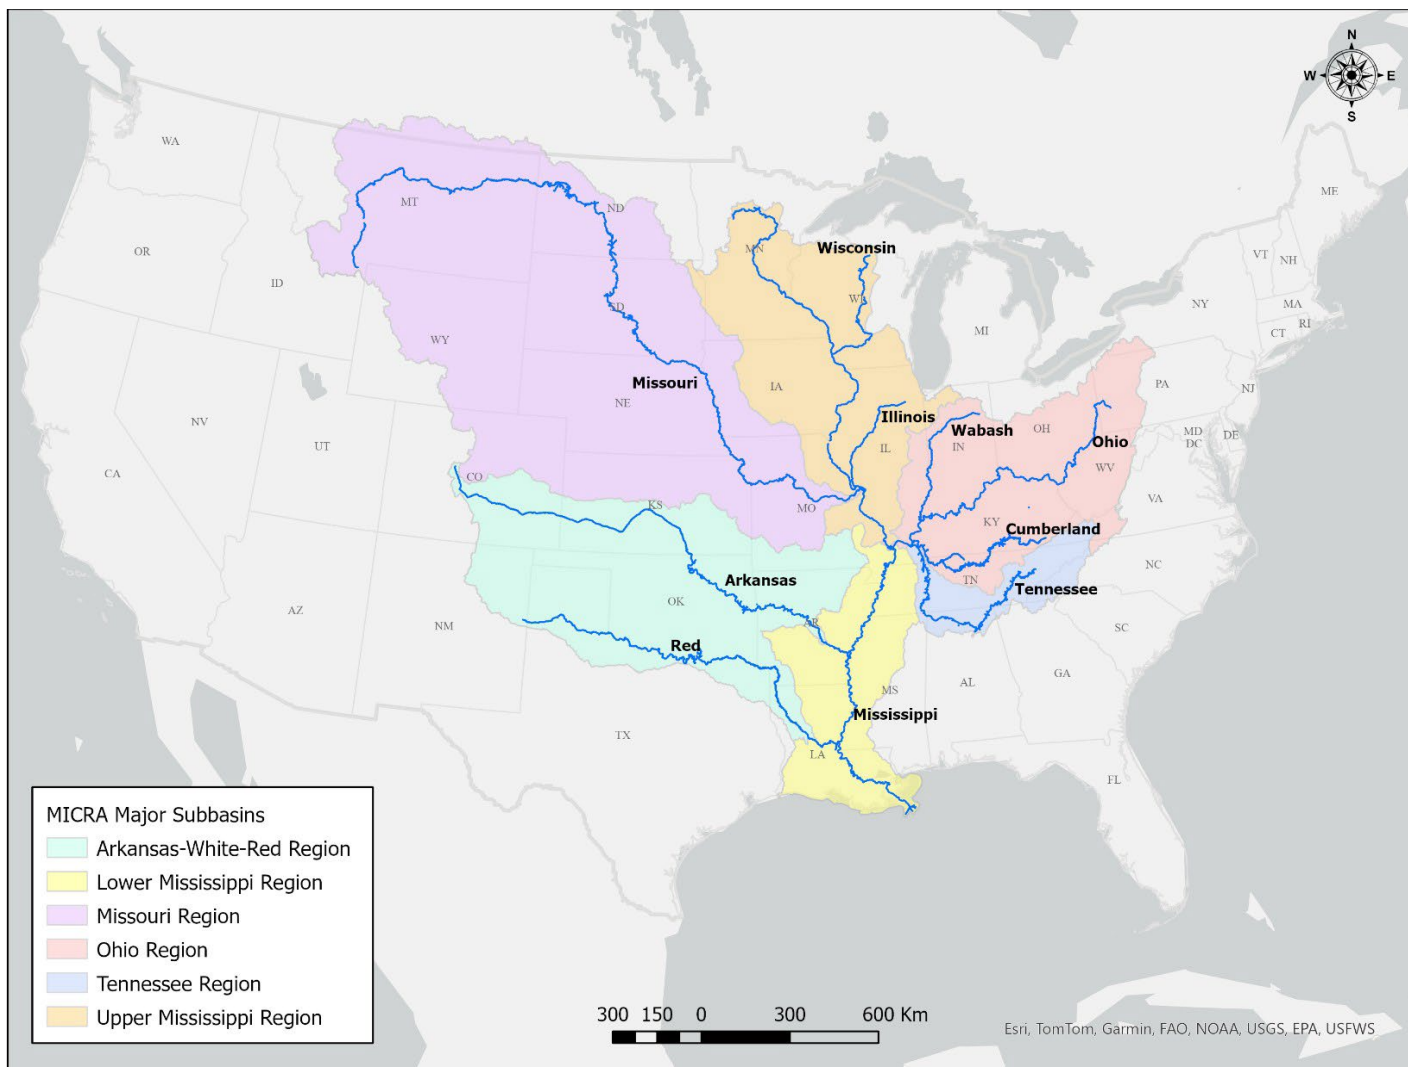 N
W E
S
WA
ME
MT
ND
OR
MN
Wisconsin
VT
NH
ID
WI
NY
MA
SD
MI
CT
RI
WY
Missouri
IA
PA
NJ
NE
Illinois
Wabash
OH
Ohio
MD
DE
NV
UT
IL
IN
DC
CA
CO
WV
KS
MO
VA
KY
Cumberland
Arkansas
TN
NC
Tennessee
AZ
NM
OK
AR
SC
Red
GA
AL
MS
Mississippi
TX
LA
FL
MICRA Major Subbasins
Arkansas-White-Red Region
Lower Mississippi Region
Missouri Region
Ohio Region
Tennessee Region
Upper Mississippi Region
300 150 0 300 600 Km
Esri, TomTom, Garmin, FAO, NOAA, USGS, EPA, USFWS